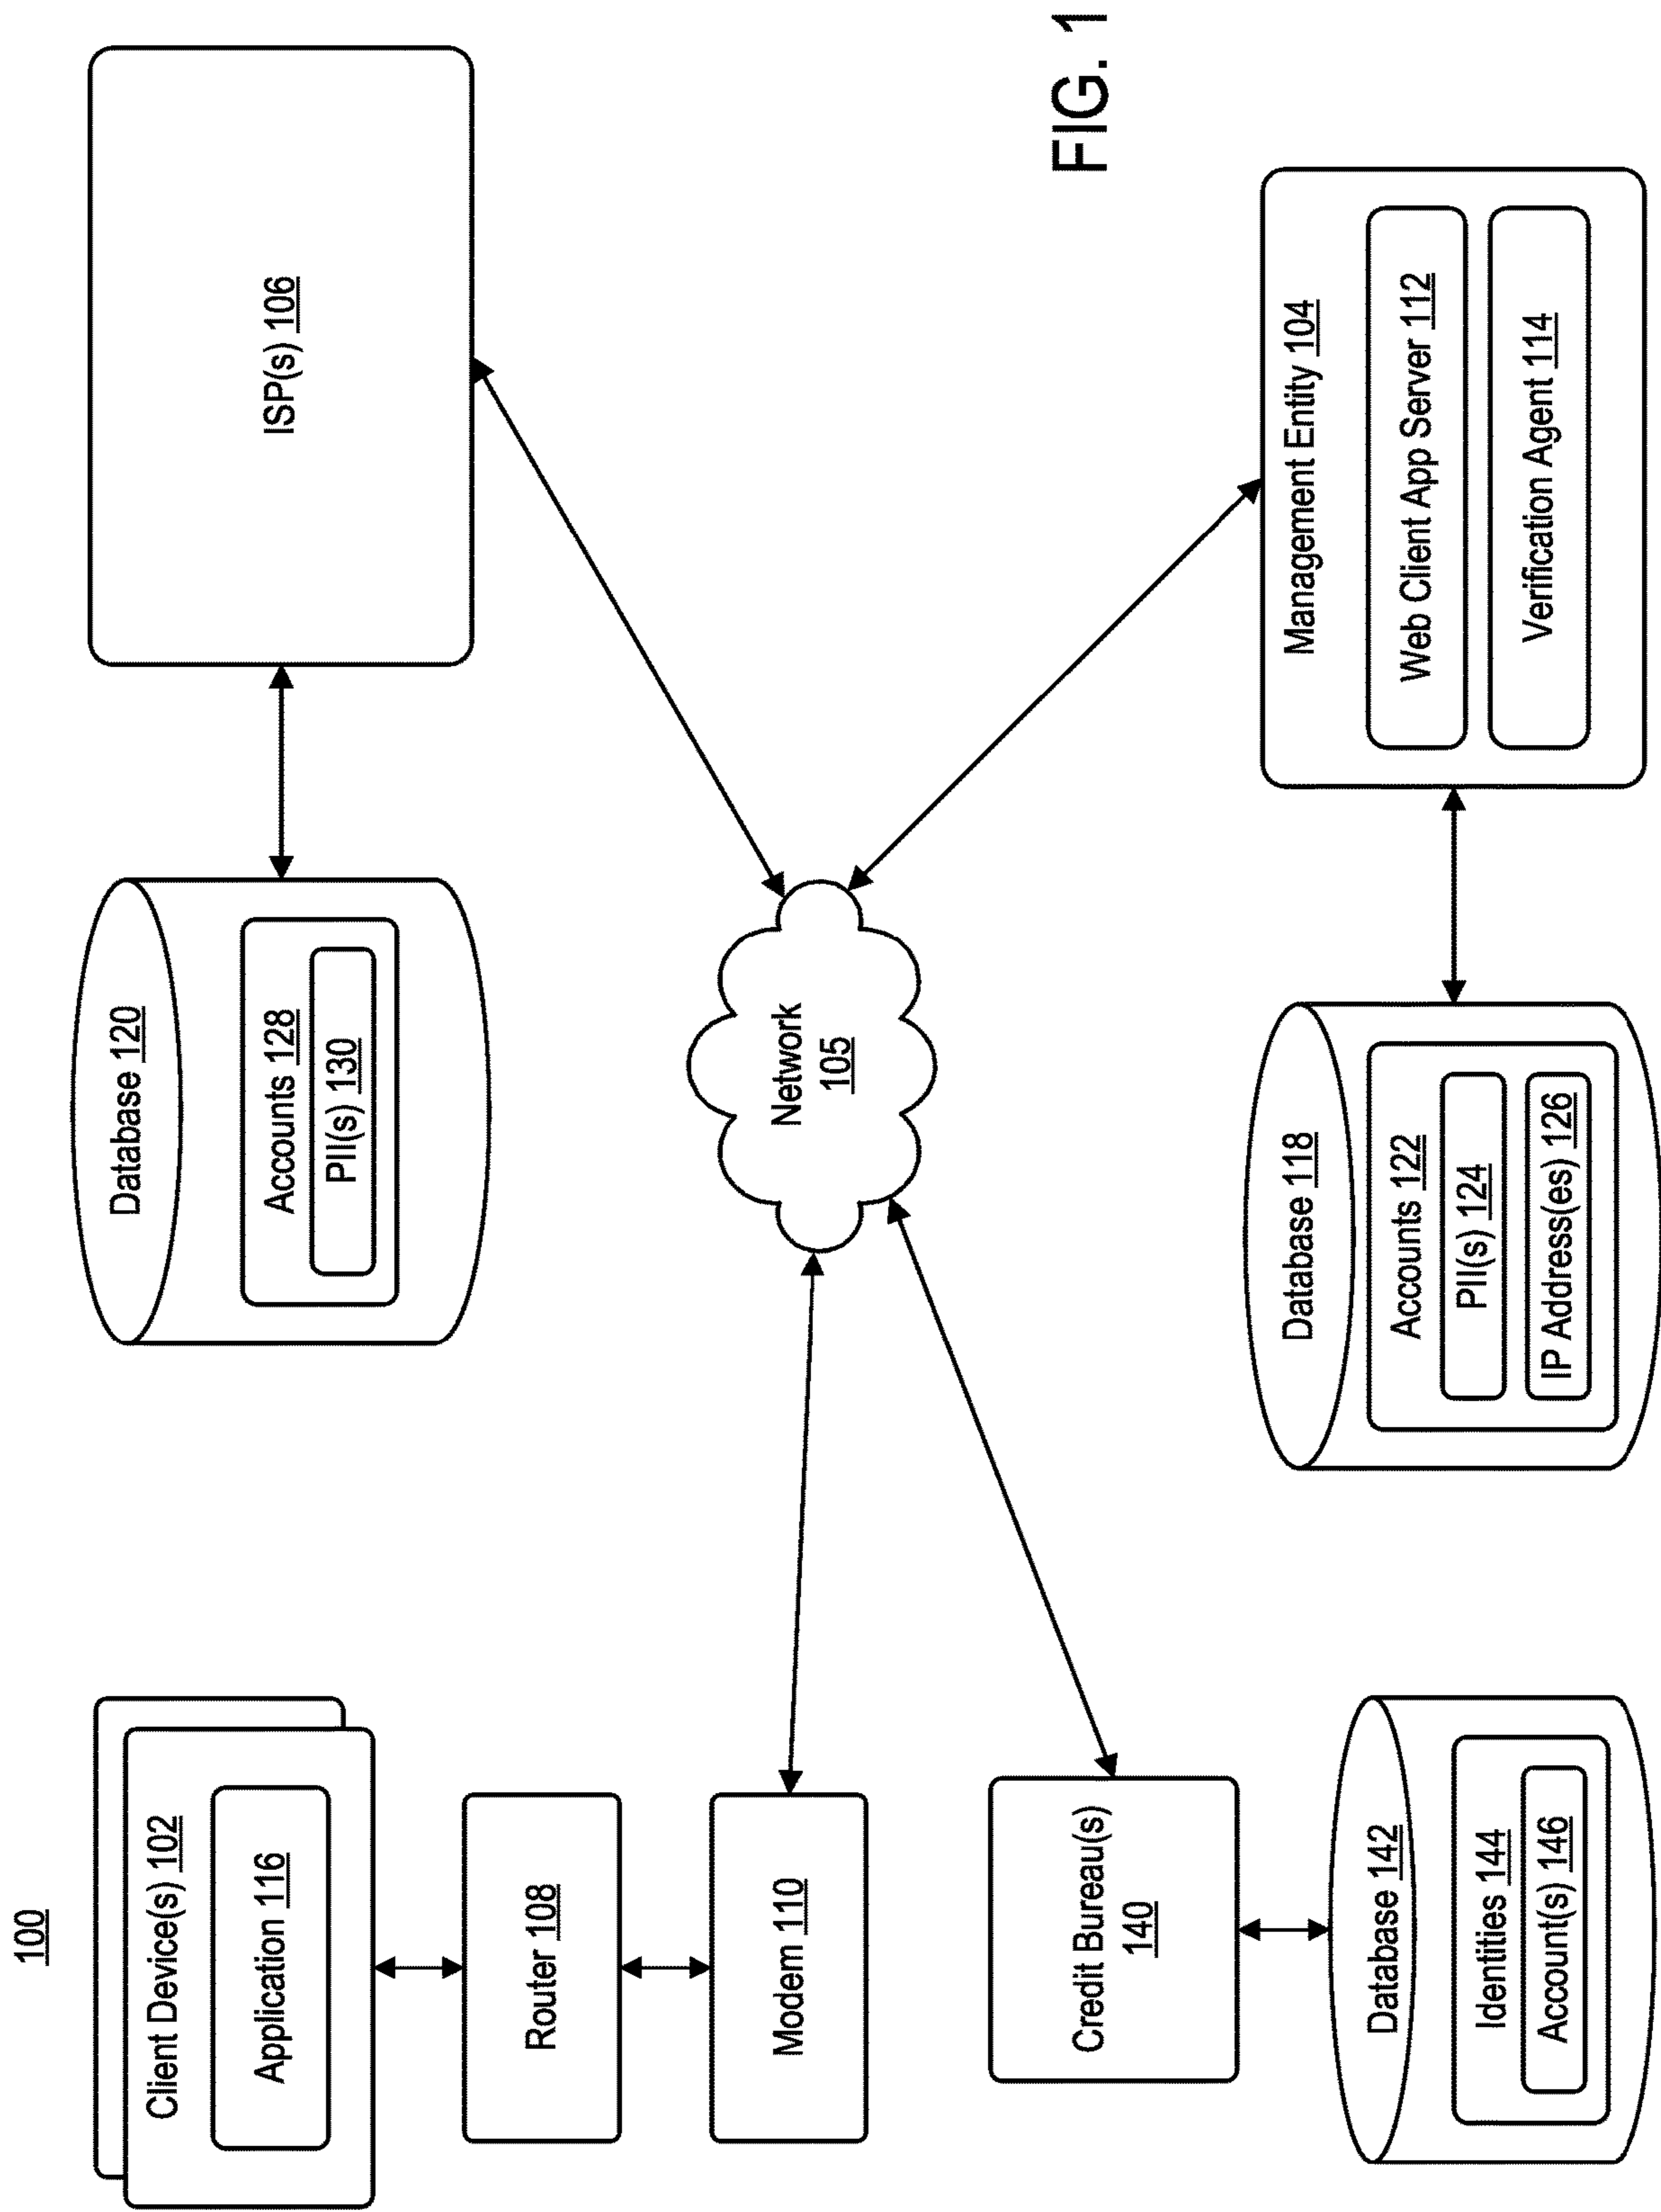 100
Client Device(s) 102
Application 116
Router 108
Modem 110
Credit Bureau(s)
140
Database 142
Identities 144
Account(s) 146
Network
105
Database 120
Accounts 128
PII(s) 130
ISP(s) 106
Database 118
Accounts 122
PII(s) 124
IP Address(es) 126
Management Entity 104
Web Client App Server 112
Verification Agent 114
FIG. 1